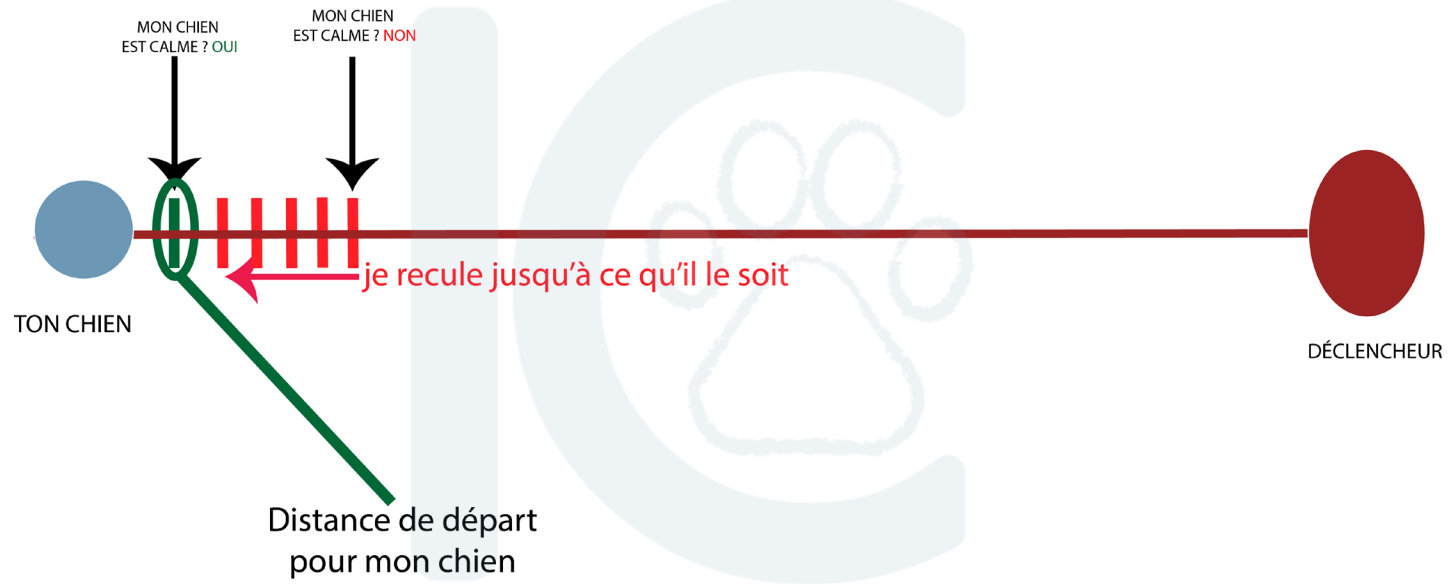 MON CHIEN
EST CALME ? OUI
MON CHIEN
EST CALME ? NON
je recule jusqu'à ce qu'il le soit
TON CHIEN
DÉCLENCHEUR
Distance de départ
pour mon chien
IC